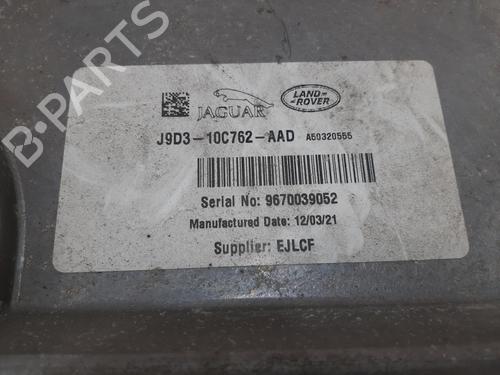 B-PARTS
JAGUAR
LAND-
ROVER
J9D3-10C762-AAD A50320555
Serial No: 9670039052
Manufactured Date: 12/03/21
Supplier: EJLCF